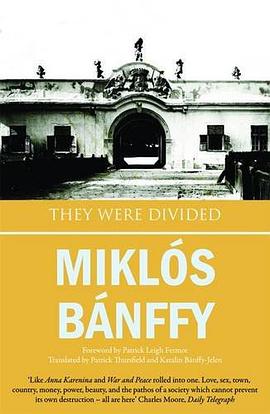 THEY WERE DIVIDED
MIKLÓS
BÁNFFY
Foreword by Patrick Leigh Fermor
Translated by Patrick Thursfield and Katalin Bánffy-Jelen
‘Like Anna Karenina and War and Peace rolled into one. Love, sex, town,
country, money, power, beauty, and the pathos of a society which cannot prevent
its own destruction – all are here’ Charles Moore, Daily Telegraph